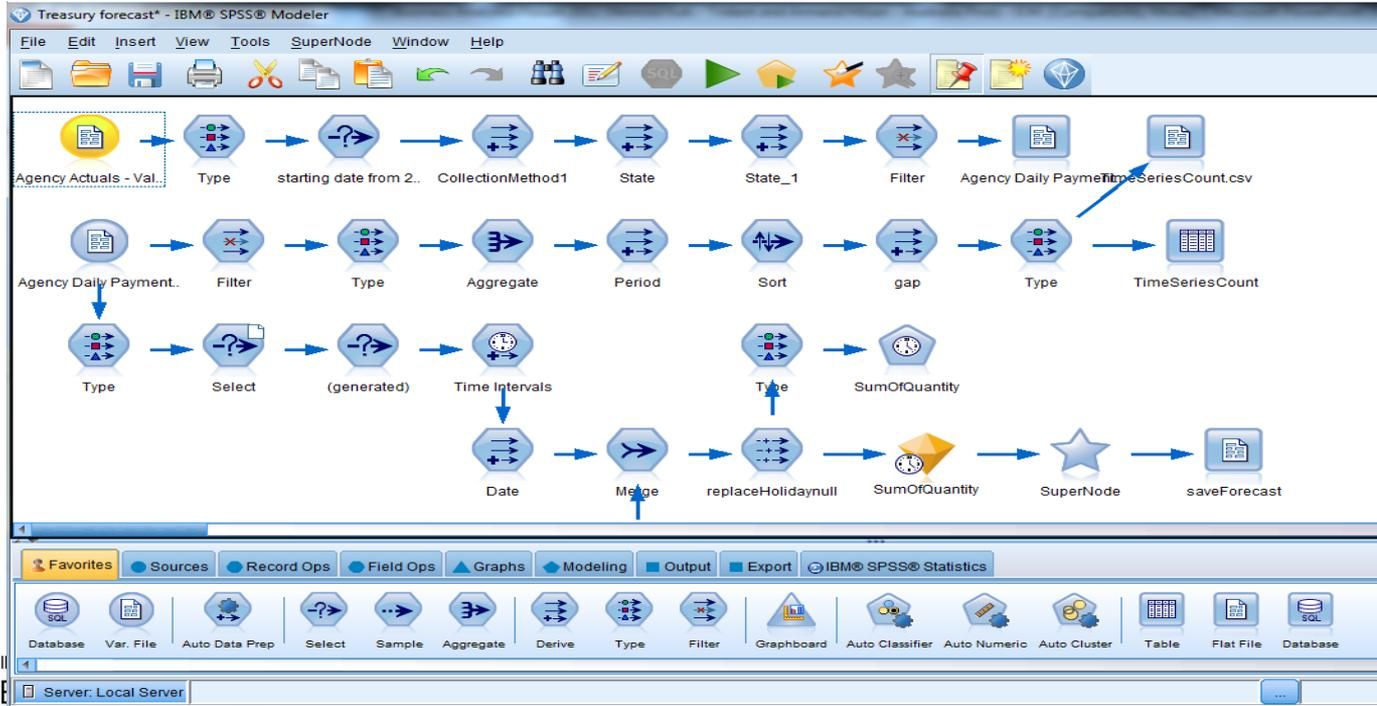 Treasury forecast* - IBM® SPSS® Modeler
File Edit Insert View Tools SuperNode Window Help
SQL
Agency Actuals - Val.. Type starting date from 2.. CollectionMethod1 State State_1 Filter Agency Daily Payment TimeSeriesCount.csv
Agency Daily Payment.. Filter Type Aggregate Period Sort gap Type TimeSeriesCount
Type Select (generated) Time Intervals Type SumOfQuantity
Date Merge replaceHolidaynull SumOfQuantity SuperNode saveForecast
Favorites Sources Record Ops Field Ops Graphs Modeling Output Export IBM® SPSS® Statistics
SQL SQL
Database Var. File Auto Data Prep Select Sample Aggregate Derive Type Filter Graphboard Auto Classifier Auto Numeric Auto Cluster Table Flat File Database
Server: Local Server ...